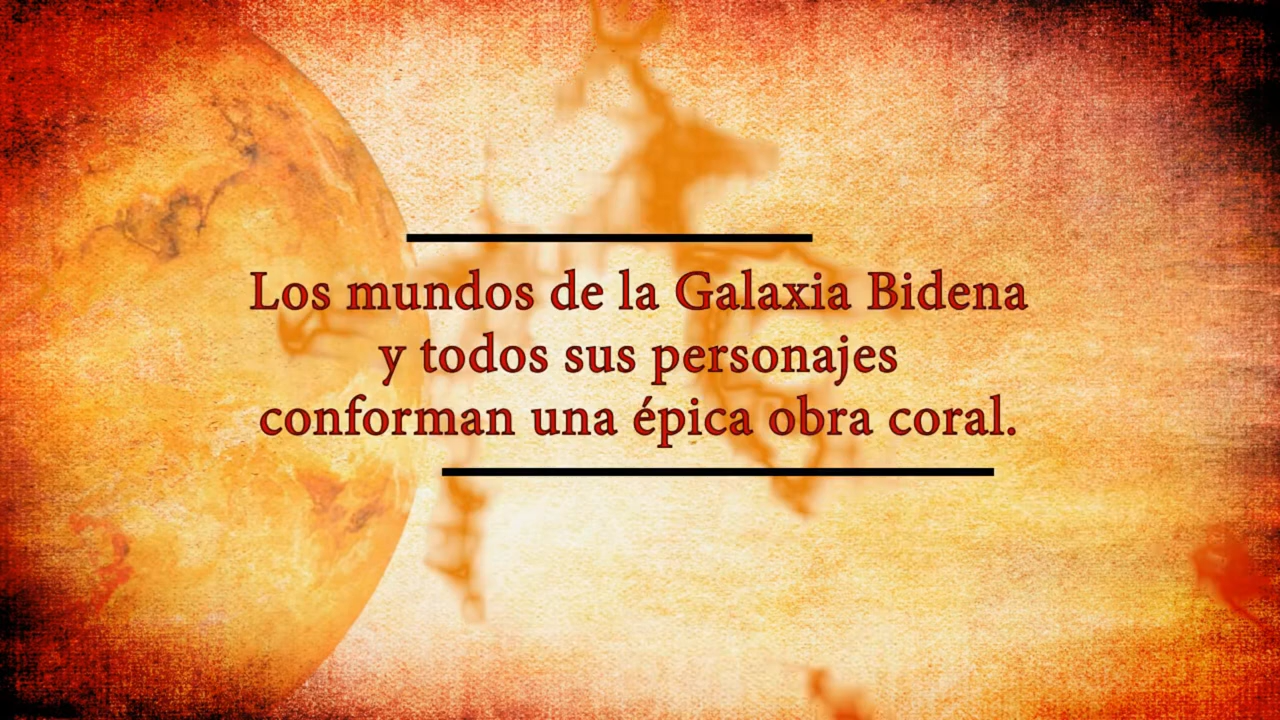 Los mundos de la Galaxia Bidena
y todos sus personajes
conforman una épica obra coral.